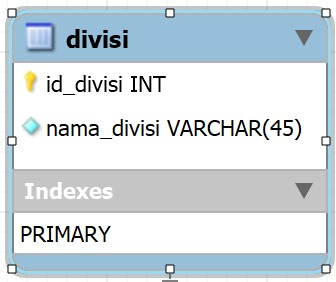 divisi
id_divisi INT
nama_divisi VARCHAR(45)
Indexes
PRIMARY